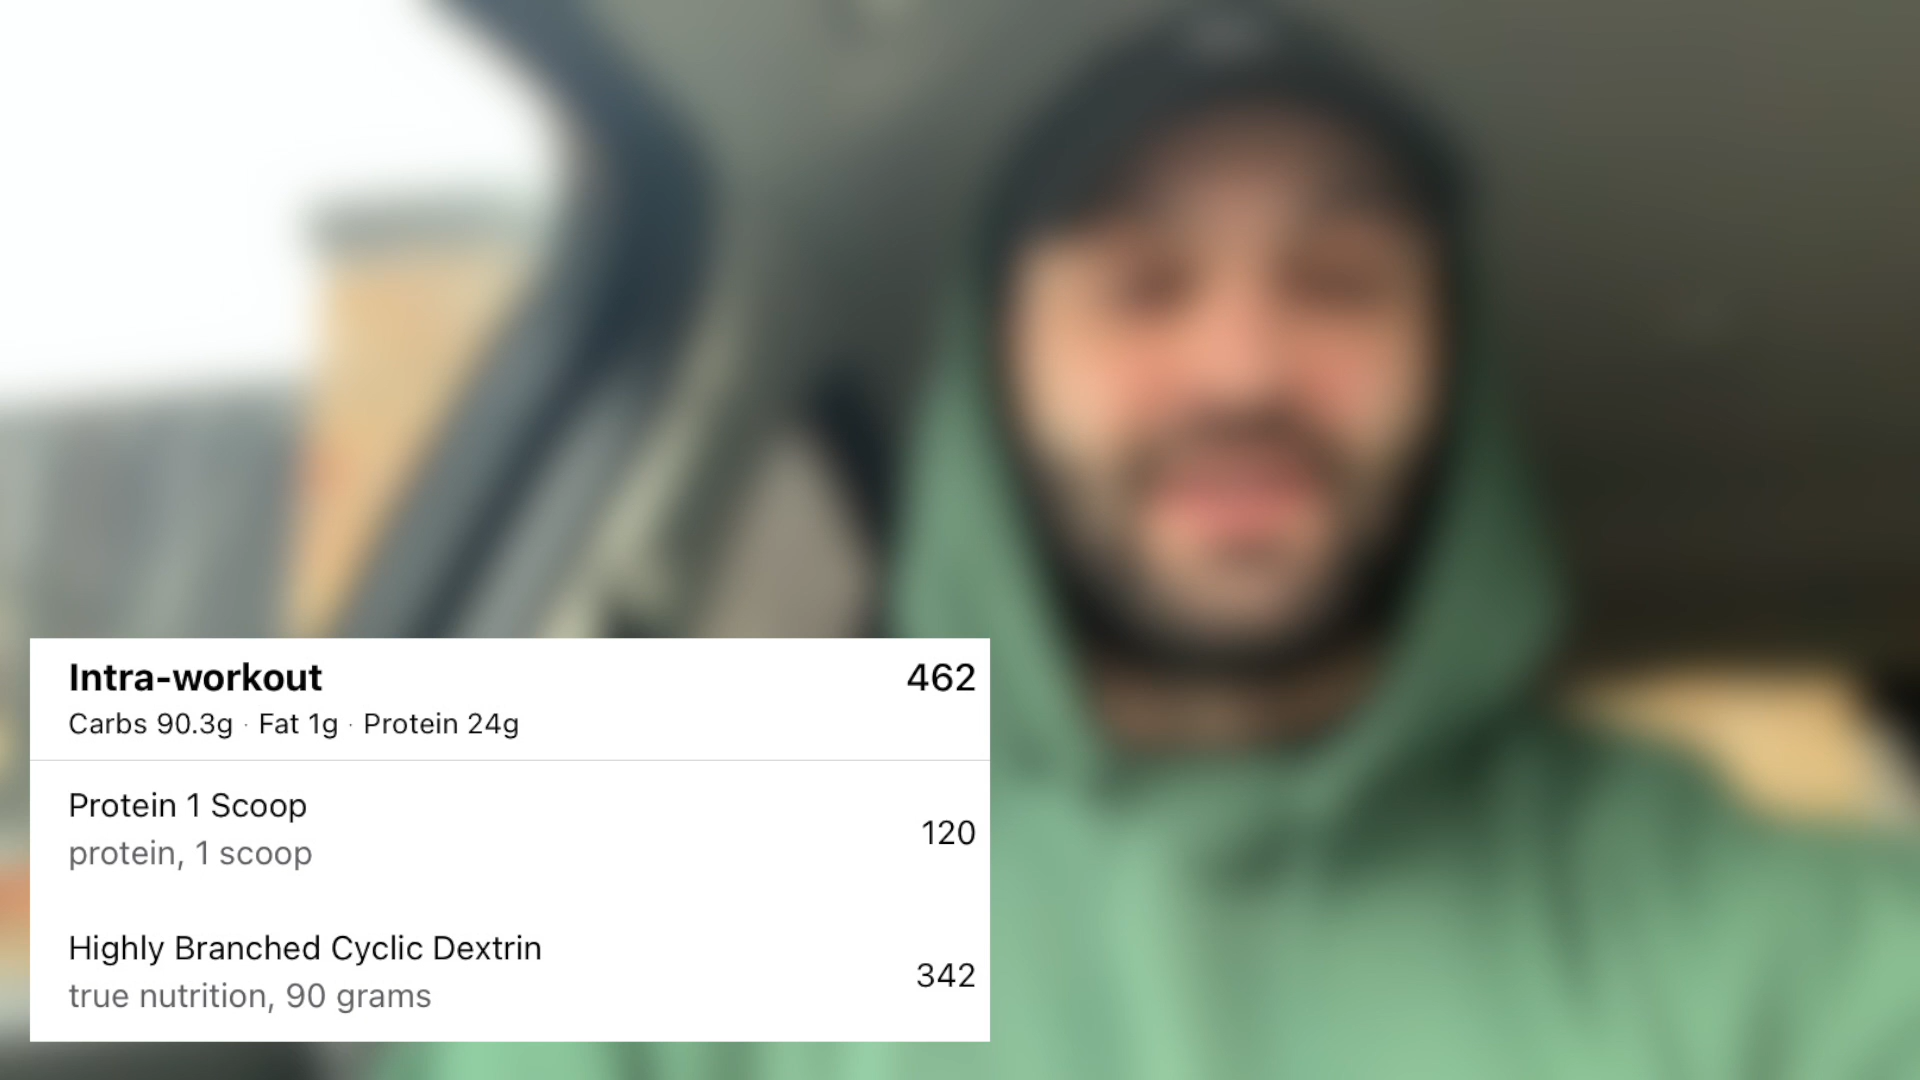 Intra-workout 462
Carbs 90.3g · Fat 1g · Protein 24g
Protein 1 Scoop
protein, 1 scoop
120
Highly Branched Cyclic Dextrin
true nutrition, 90 grams
342